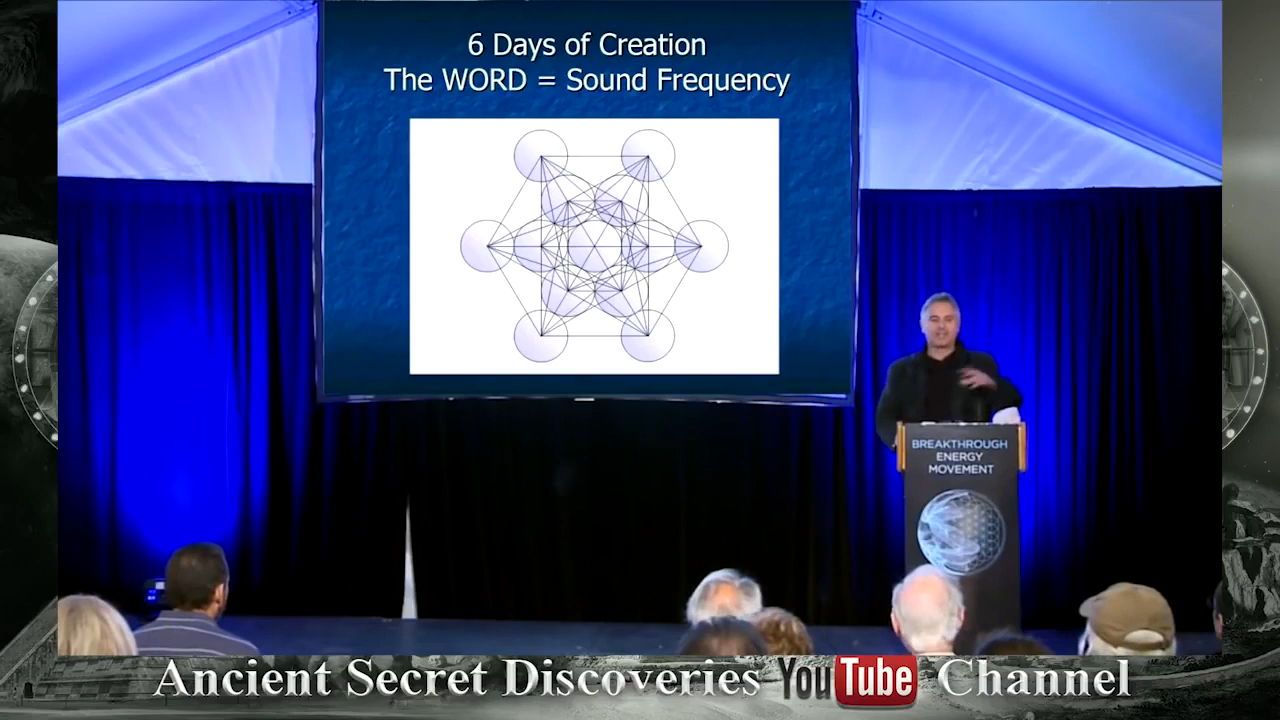 6 Days of Creation
The WORD = Sound Frequency
BREAKTHROUGH
ENERGY
MOVEMENT
Ancient Secret Discoveries YouTube Channel